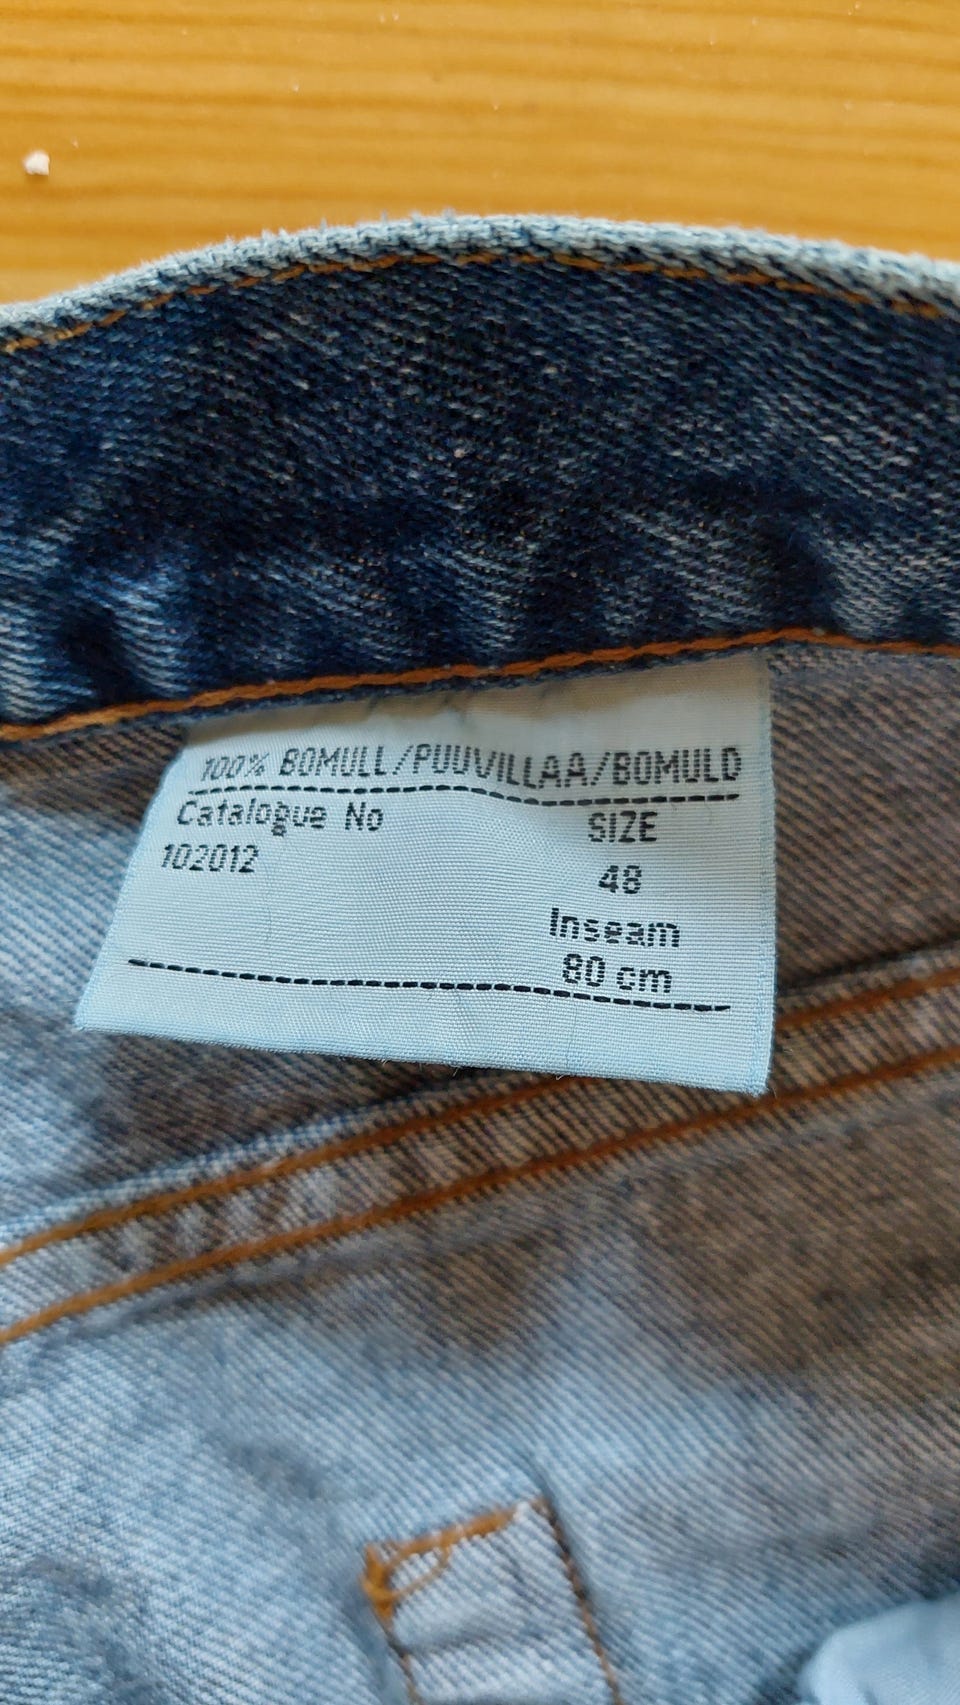 100% BOMULL/PUUVILLAA/BOMULD
Catalogue No
102012
SIZE
48
Inseam
80 cm